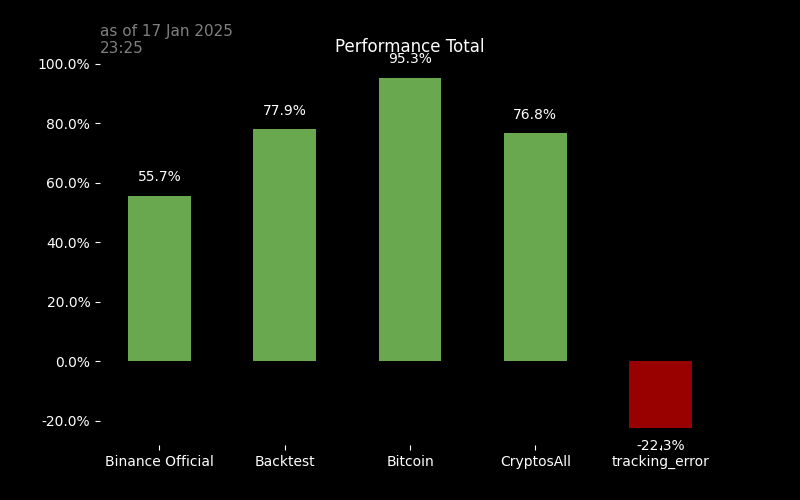 as of 17 Jan 2025
23:25
Performance Total
100.0%
80.0%
60.0%
40.0%
20.0%
0.0%
-20.0%
55.7%
77.9%
95.3%
76.8%
-22.3%
Binance Official
Backtest
Bitcoin
CryptosAll
tracking_error